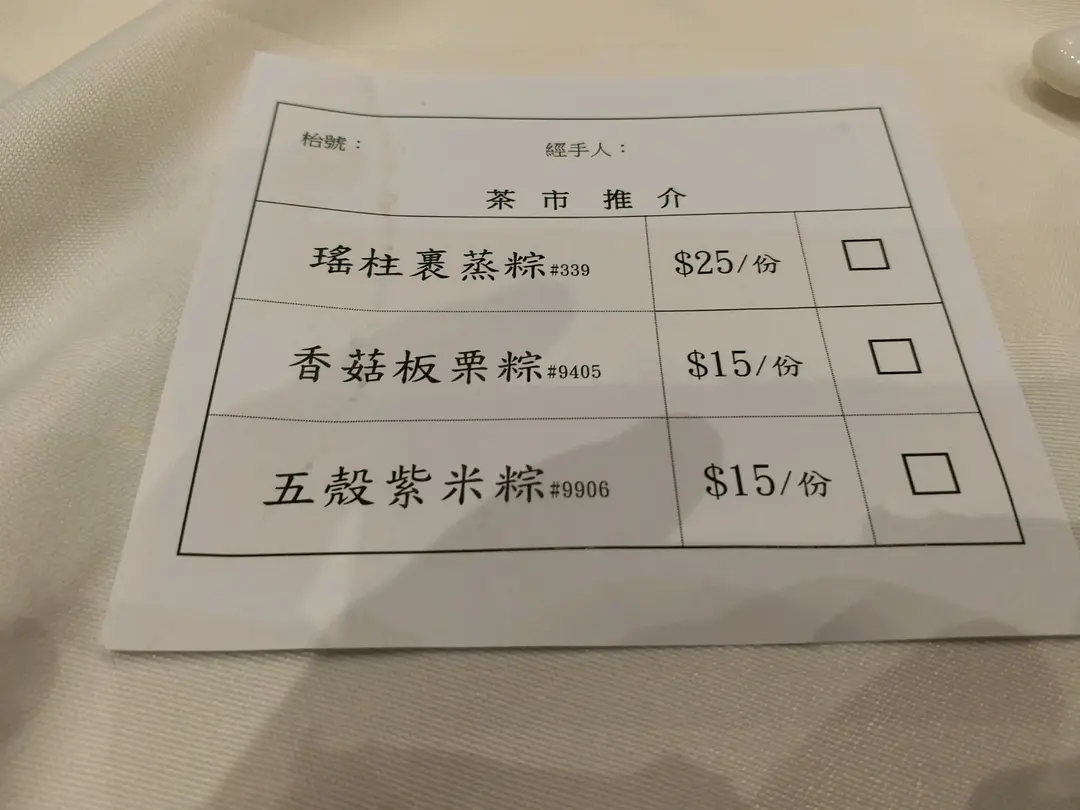 枱號： 經手人：
茶市推介
瑤柱裹蒸粽#339 $25/份 □
香菇板栗粽#9405 $15/份 □
五殼紫米粽#9906 $15/份 □